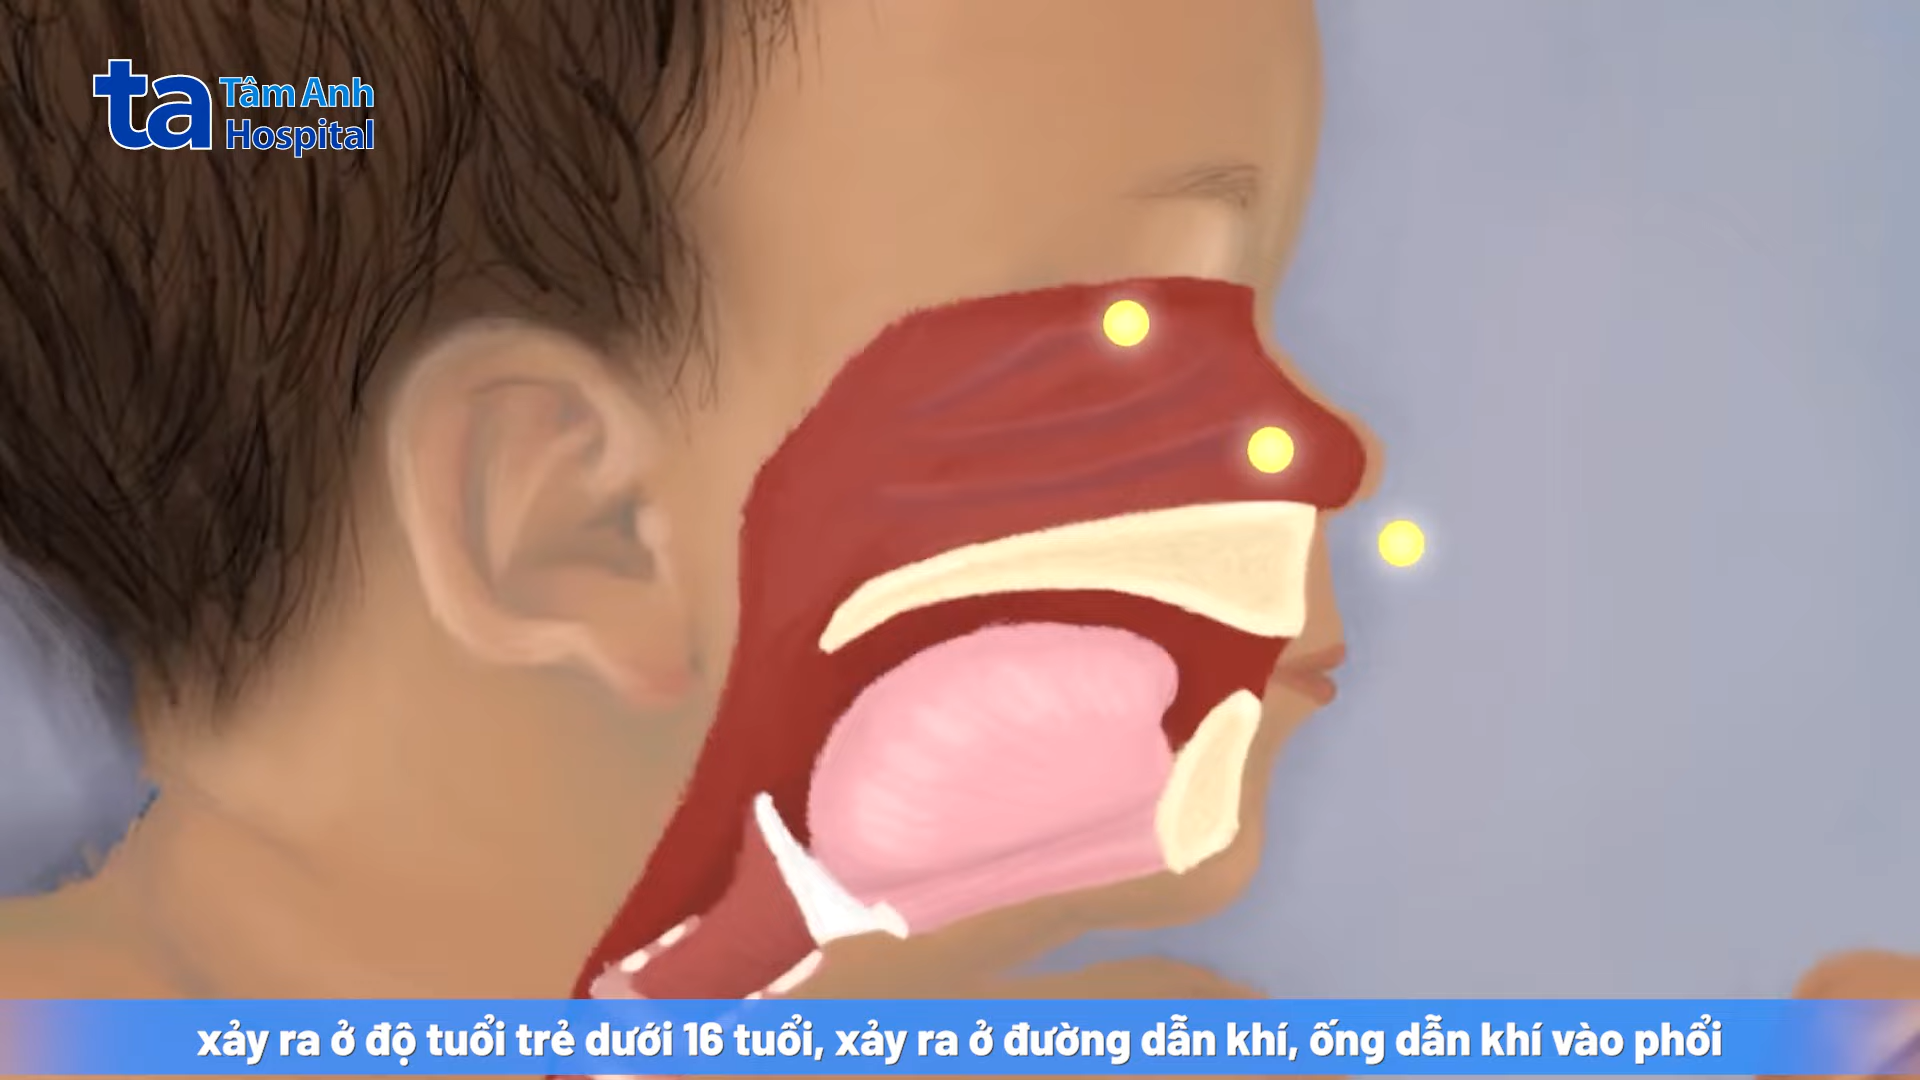 ta
Tâm Anh
Hospital
xảy ra ở độ tuổi trẻ dưới 16 tuổi, xảy ra ở đường dẫn khí, ống dẫn khí vào phổi